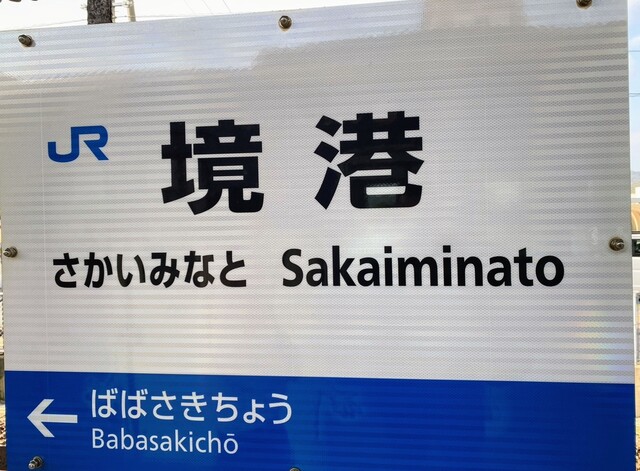 JR
境港
さかいみなと Sakaiminato
← ばばさきちょう
Babasakichō